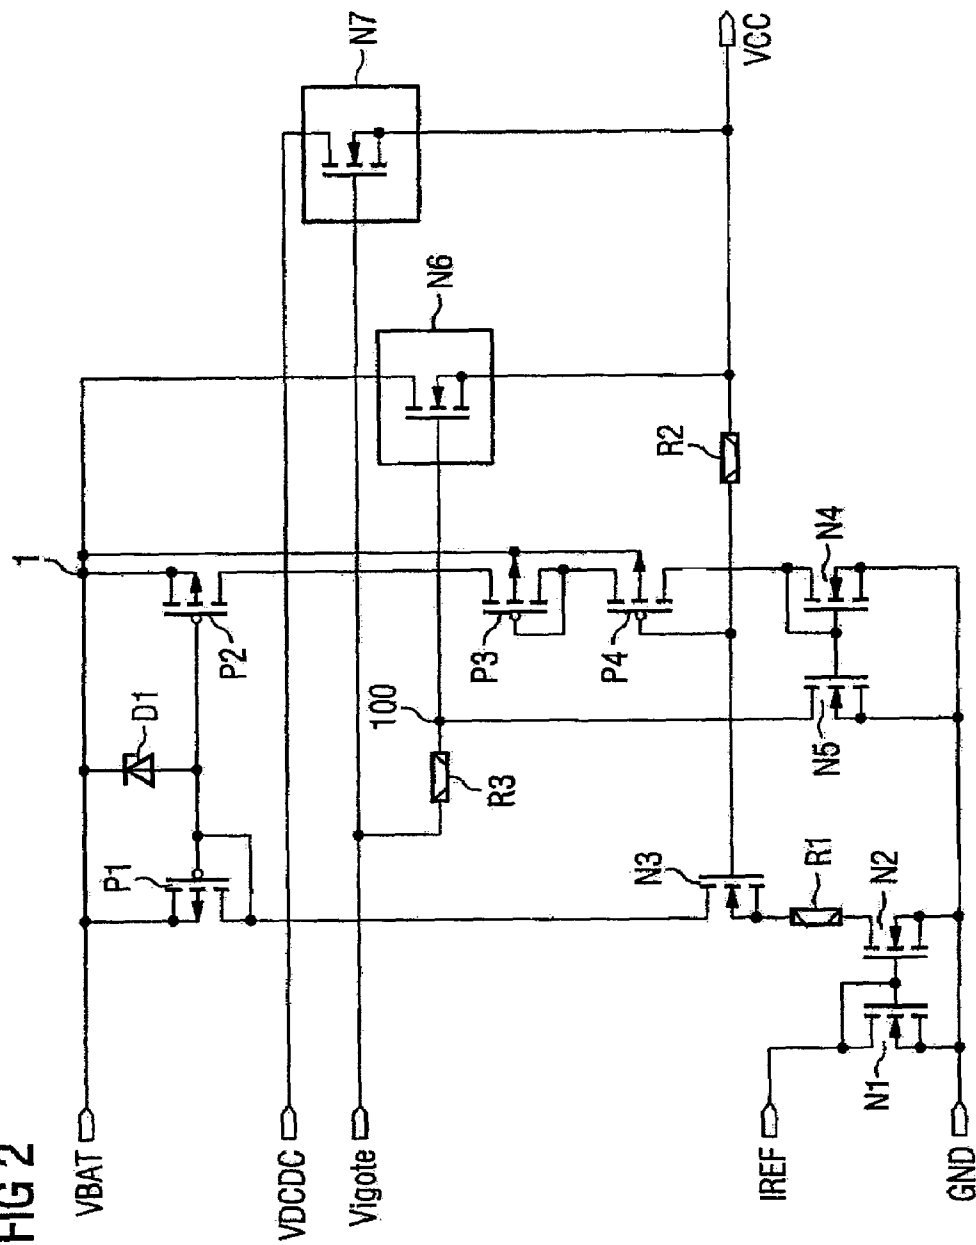 FIG 2
VBAT
VDCDC
Vigote
IREF
GND
VCC
1
100
P1
D1
P2
P3
P4
N6
N7
R3
R2
N3
R1
N1
N2
N5
N4